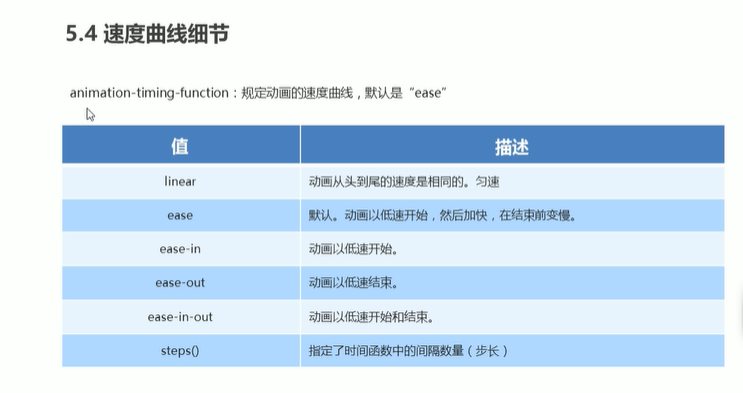 5.4 速度曲线细节
animation-timing-function：规定动画的速度曲线，默认是“ease”
值 描述
linear 动画从头到尾的速度是相同的。匀速
ease 默认。动画以低速开始，然后加快，在结束前变慢。
ease-in 动画以低速开始。
ease-out 动画以低速结束。
ease-in-out 动画以低速开始和结束。
steps() 指定了时间函数中的间隔数量（步长）